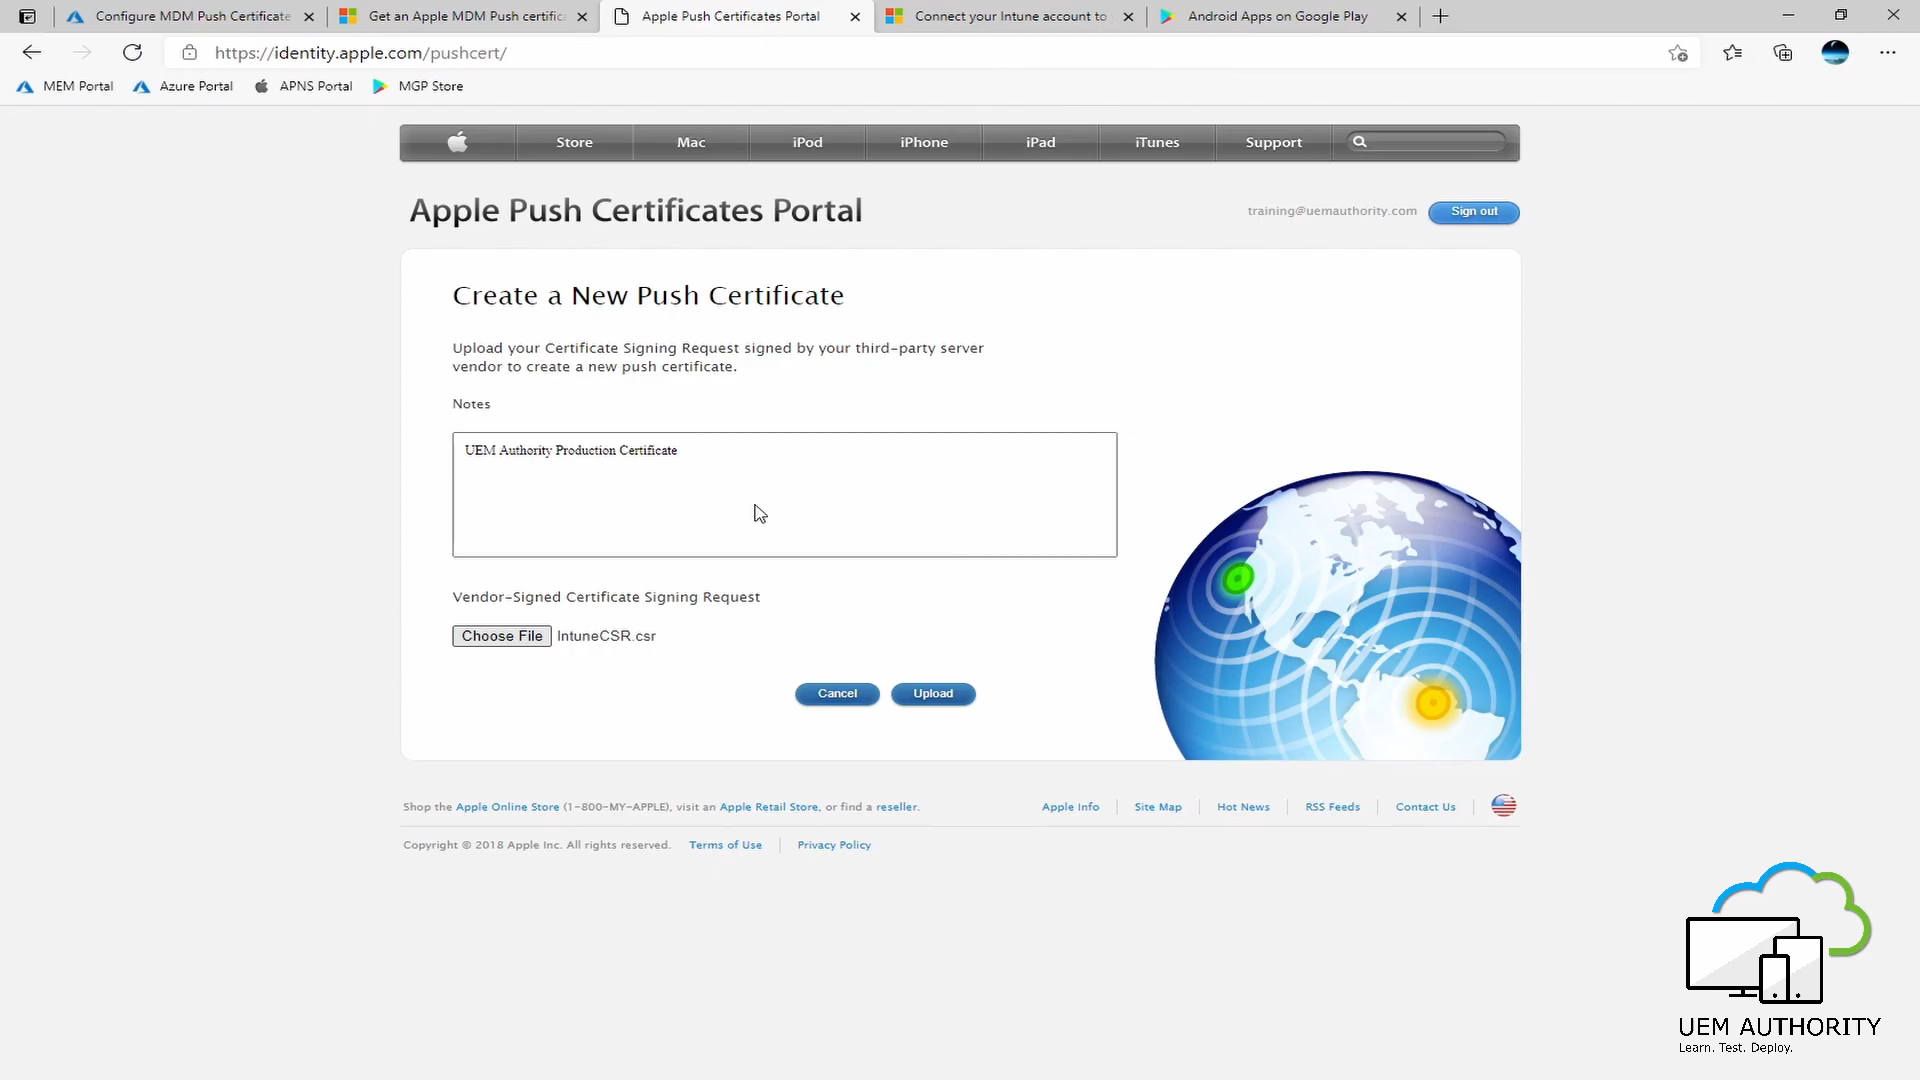 Configure MDM Push Certificate
Get an Apple MDM Push certific
Apple Push Certificates Portal
Connect your Intune account to
Android Apps on Google Play
https://identity.apple.com/pushcert/
MEM Portal
Azure Portal
APNS Portal
MGP Store
Store
Mac
iPod
iPhone
iPad
iTunes
Support
Apple Push Certificates Portal
training@uemauthority.com
Sign out
Create a New Push Certificate
Upload your Certificate Signing Request signed by your third-party server
vendor to create a new push certificate.
Notes
UEM Authority Production Certificate
Vendor-Signed Certificate Signing Request
Choose File IntuneCSR.csr
Cancel
Upload
Shop the Apple Online Store (1-800-MY-APPLE), visit an Apple Retail Store, or find a reseller.
Apple Info
Site Map
Hot News
RSS Feeds
Contact Us
Copyright © 2018 Apple Inc. All rights reserved.
Terms of Use
Privacy Policy
UEM AUTHORITY
Learn. Test. Deploy.